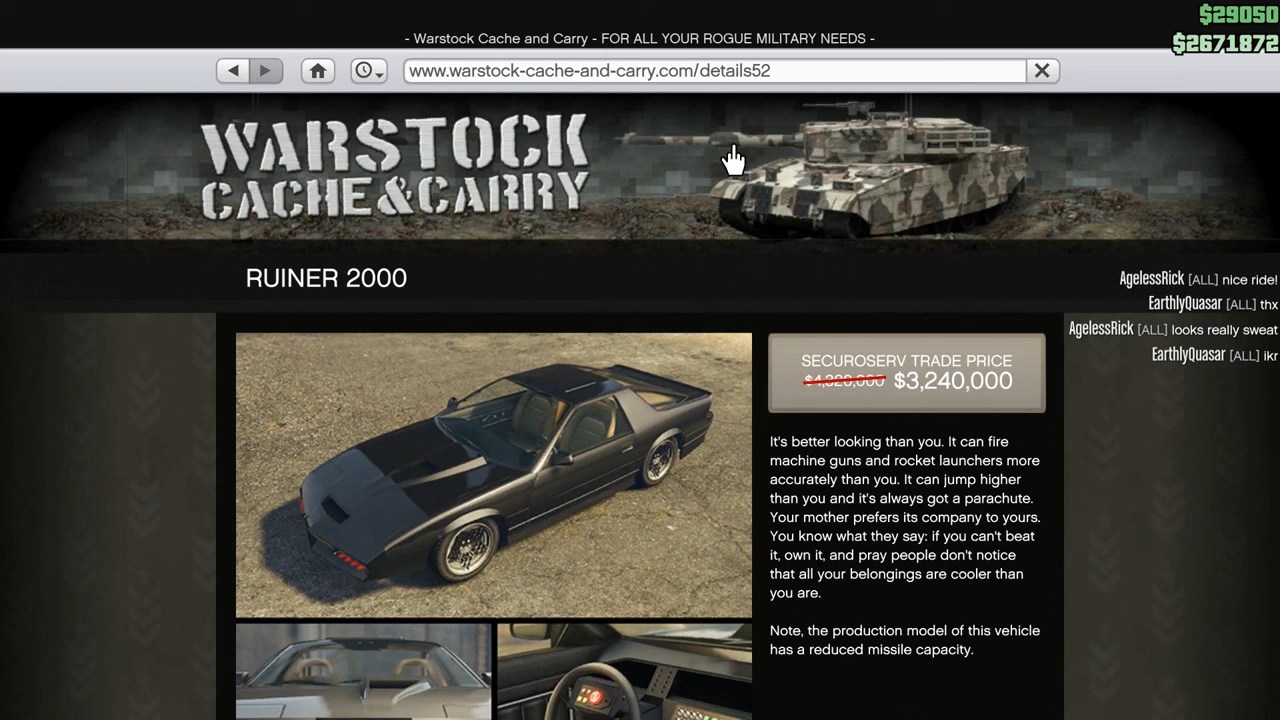 $29050
- Warstock Cache and Carry - FOR ALL YOUR ROGUE MILITARY NEEDS -
$2671872
www.warstock-cache-and-carry.com/details52
WARSTOCK
CACHE&CARRY
RUINER 2000
AgelessRick [ALL] nice ride!
EarthlyQuasar [ALL] thx
AgelessRick [ALL] looks really sweat
EarthlyQuasar [ALL] ikr
SECUROSERV TRADE PRICE
$4,320,000 $3,240,000
It's better looking than you. It can fire
machine guns and rocket launchers more
accurately than you. It can jump higher
than you and it's always got a parachute.
Your mother prefers its company to yours.
You know what they say: if you can't beat
it, own it, and pray people don't notice
that all your belongings are cooler than
you are.
Note, the production model of this vehicle
has a reduced missile capacity.